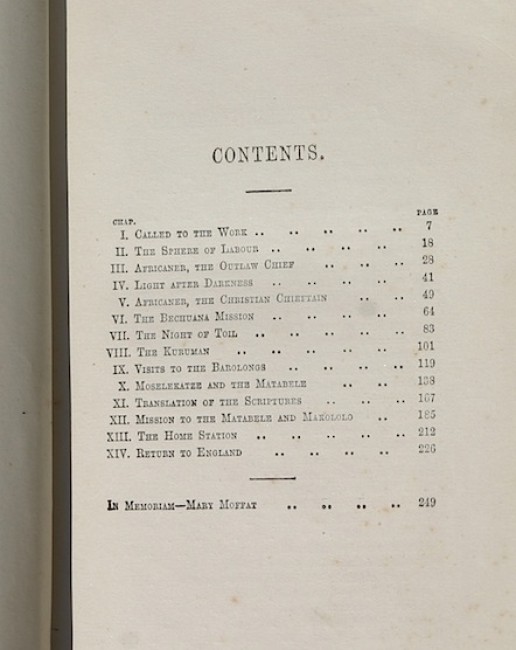 CONTENTS.
CHAP. PAGE
I. CALLED TO THE WORK .. .. .. .. .. 7
II. THE SPHERE OF LABOUR .. .. .. .. 18
III. AFRICANER, THE OUTLAW CHIEF .. .. .. 28
IV. LIGHT AFTER DARKNESS .. .. .. .. 41
V. AFRICANER, THE CHRISTIAN CHIEFTAIN .. .. 49
VI. THE BECHUANA MISSION .. .. .. .. 64
VII. THE NIGHT OF TOIL .. .. .. .. .. 83
VIII. THE KURUMAN .. .. .. .. .. 101
IX. VISITS TO THE BAROLONGS .. .. .. .. 119
X. MOSELEKATZE AND THE MATABELE .. .. 138
XI. TRANSLATION OF THE SCRIPTURES .. .. .. 167
XII. MISSION TO THE MATABELE AND MAKOLOLO .. 185
XIII. THE HOME STATION .. .. .. .. .. 212
XIV. RETURN TO ENGLAND .. .. .. .. 226
IN MEMORIAM—MARY MOFFAT .. .. .. .. 249